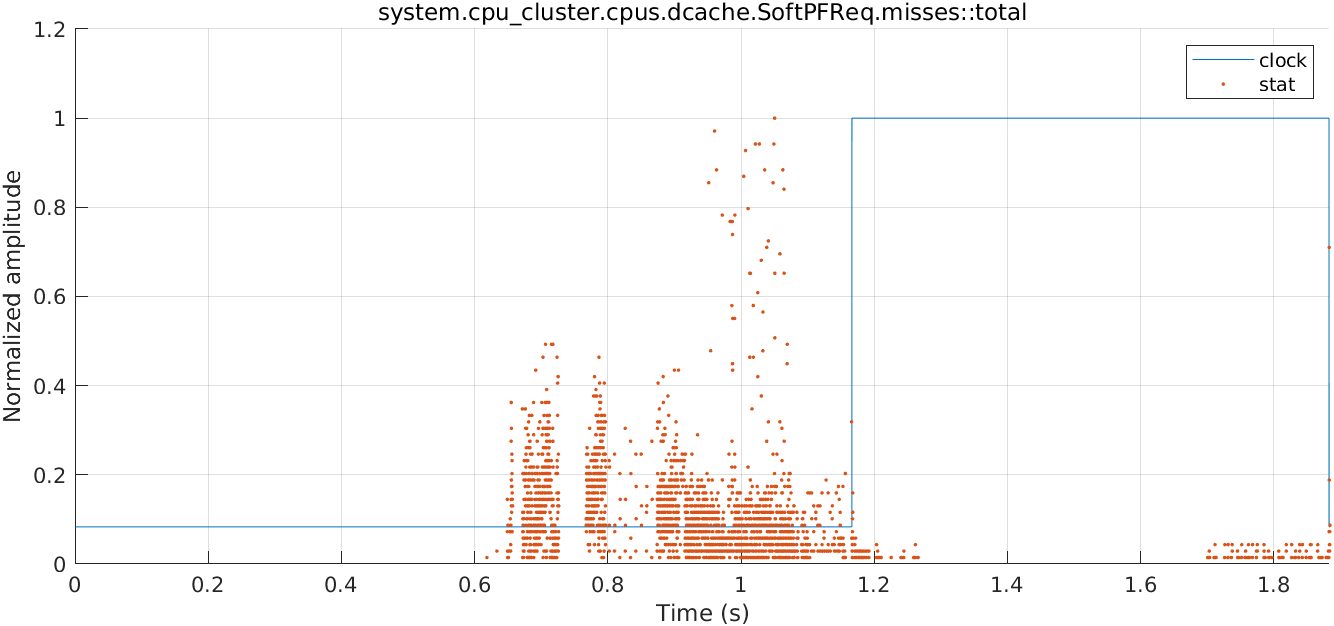 system.cpu_cluster.cpus.dcache.SoftPFReq.misses::total
1.2
1
0.8
0.6
0.4
0.2
0
Normalized amplitude
clock
stat
0 0.2 0.4 0.6 0.8 1 1.2 1.4 1.6 1.8
Time (s)